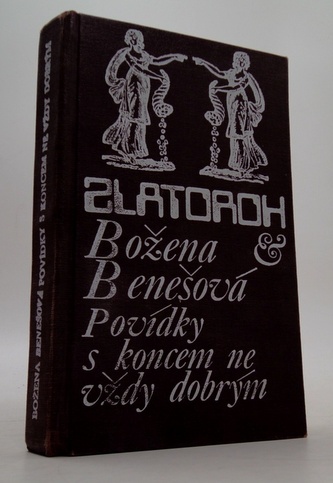 ZLATOROH
Božena &
Benešová
Povídky
s koncem ne
vždy dobrým
BOŽENA BENEŠOVÁ POVÍDKY S KONCEM NE VŽDY DOBRÝM